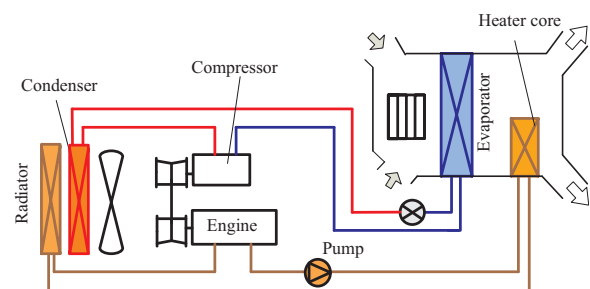 Heater core
Compressor
Condenser
Evaporator
Radiator
Engine
Pump